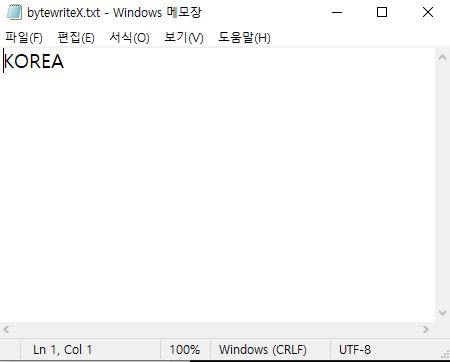 bytewriteX.txt - Windows 메모장
파일(F) 편집(E) 서식(O) 보기(V) 도움말(H)
KOREA
Ln 1, Col 1 100% Windows (CRLF) UTF-8